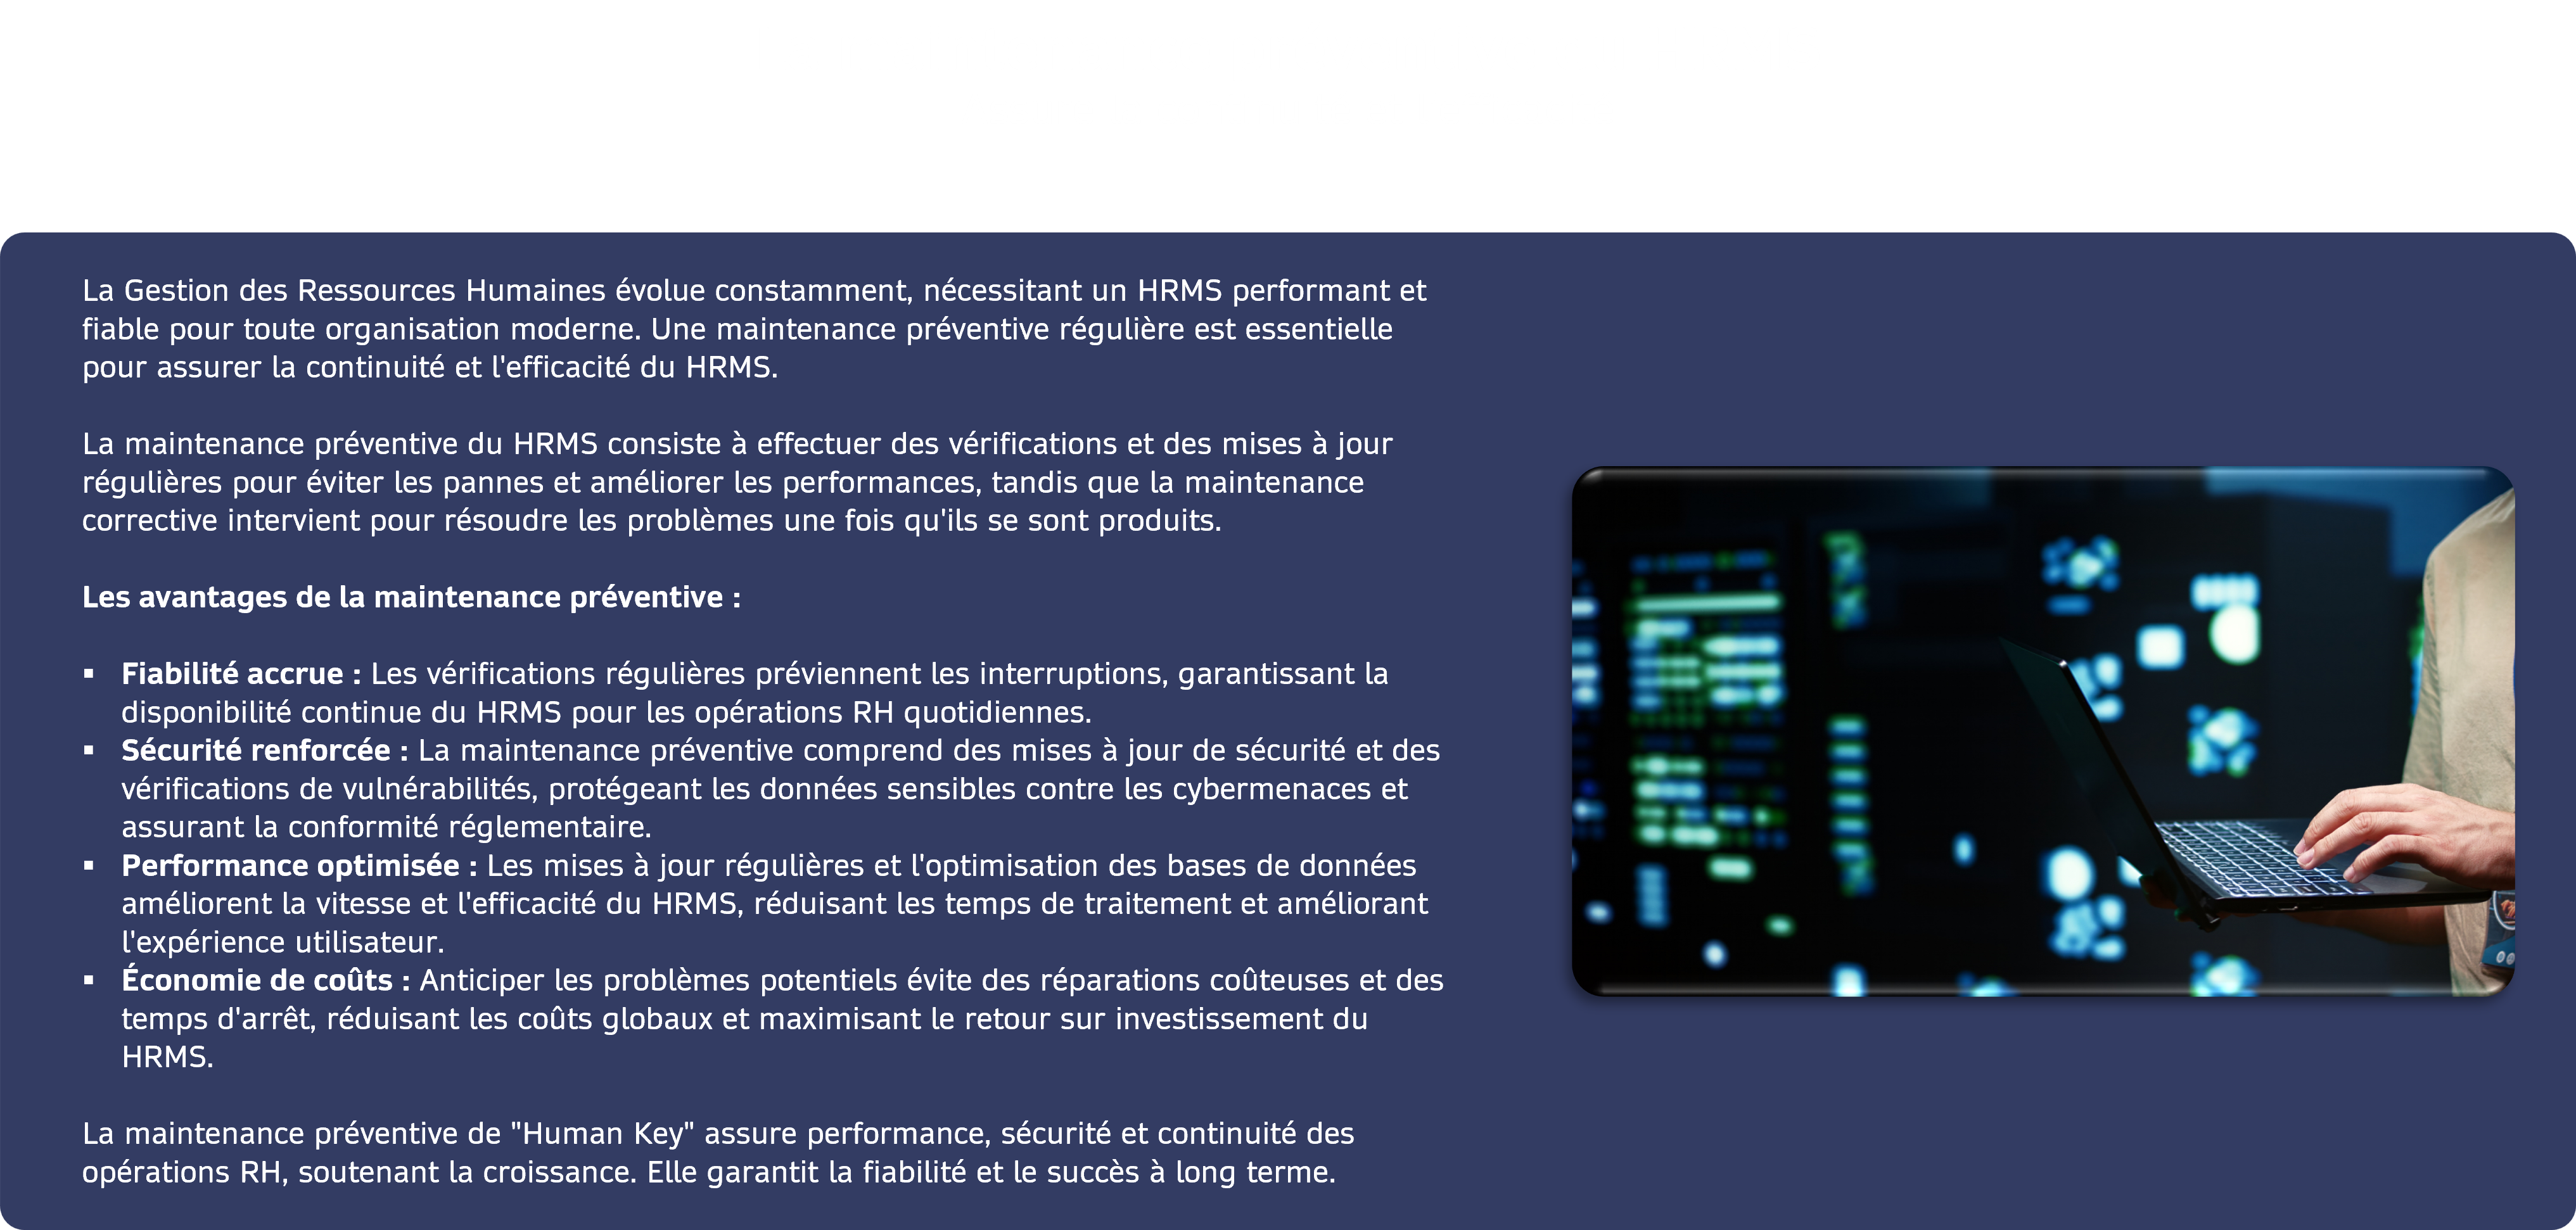 La Gestion des Ressources Humaines évolue constamment, nécessitant un HRMS performant et
fiable pour toute organisation moderne. Une maintenance préventive régulière est essentielle
pour assurer la continuité et l'efficacité du HRMS.
La maintenance préventive du HRMS consiste à effectuer des vérifications et des mises à jour
régulières pour éviter les pannes et améliorer les performances, tandis que la maintenance
corrective intervient pour résoudre les problèmes une fois qu'ils se sont produits.
Les avantages de la maintenance préventive :
▪ Fiabilité accrue : Les vérifications régulières préviennent les interruptions, garantissant la
disponibilité continue du HRMS pour les opérations RH quotidiennes.
▪ Sécurité renforcée : La maintenance préventive comprend des mises à jour de sécurité et des
vérifications de vulnérabilités, protégeant les données sensibles contre les cybermenaces et
assurant la conformité réglementaire.
▪ Performance optimisée : Les mises à jour régulières et l'optimisation des bases de données
améliorent la vitesse et l'efficacité du HRMS, réduisant les temps de traitement et améliorant
l'expérience utilisateur.
▪ Économie de coûts : Anticiper les problèmes potentiels évite des réparations coûteuses et des
temps d'arrêt, réduisant les coûts globaux et maximisant le retour sur investissement du
HRMS.
La maintenance préventive de "Human Key" assure performance, sécurité et continuité des
opérations RH, soutenant la croissance. Elle garantit la fiabilité et le succès à long terme.